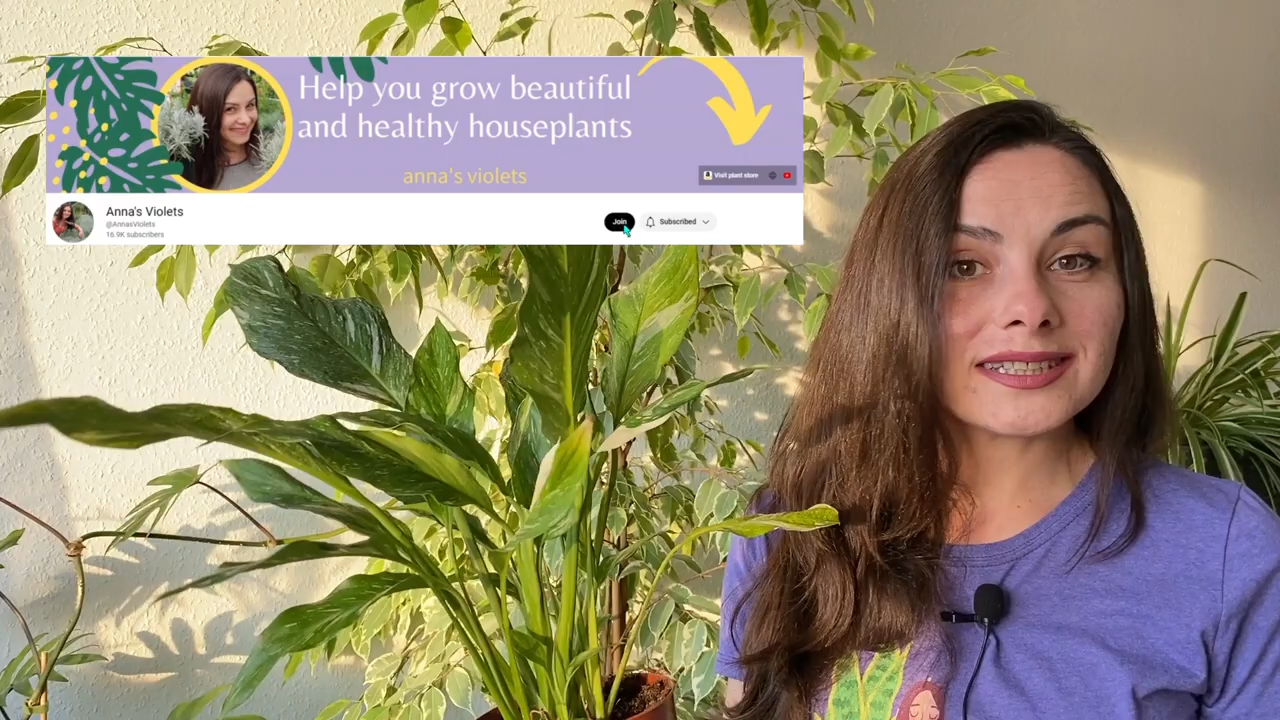 Help you grow beautiful
and healthy houseplants
anna's violets
Visit plant store
Anna's Violets
@AnnasViolets
16.9K subscribers
Join
Subscribed